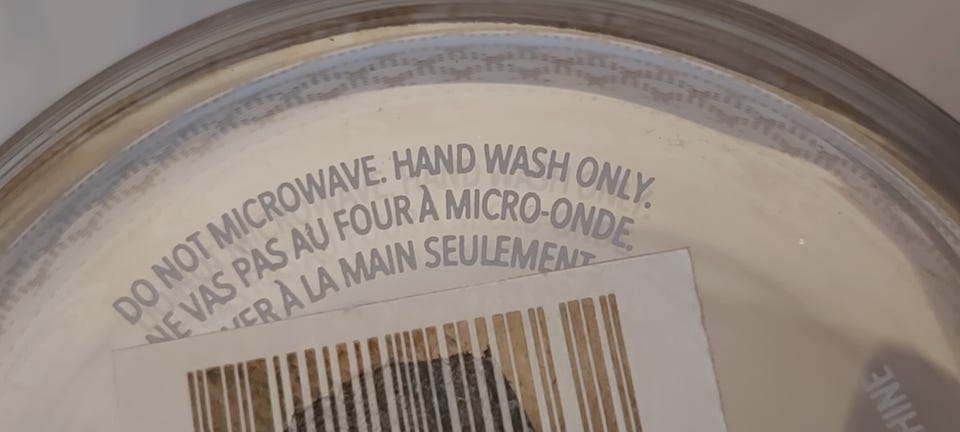 DO NOT MICROWAVE. HAND WASH ONLY.
NE VAS PAS AU FOUR À MICRO-ONDE.
À LA MAIN SEULEMENT